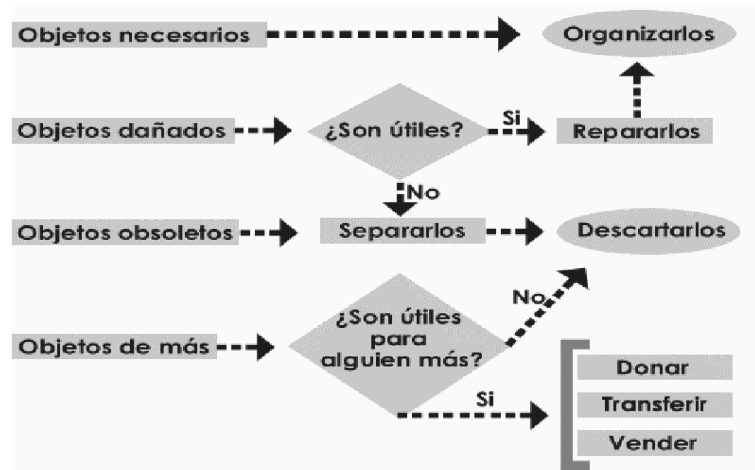 Objetos necesarios
Organizarlos
Objetos dañados
¿Son útiles?
Si
Repararlos
No
Objetos obsoletos
Separarlos
Descartarlos
Objetos de más
¿Son útiles
para
alguien más?
No
Si
Donar
Transferir
Vender